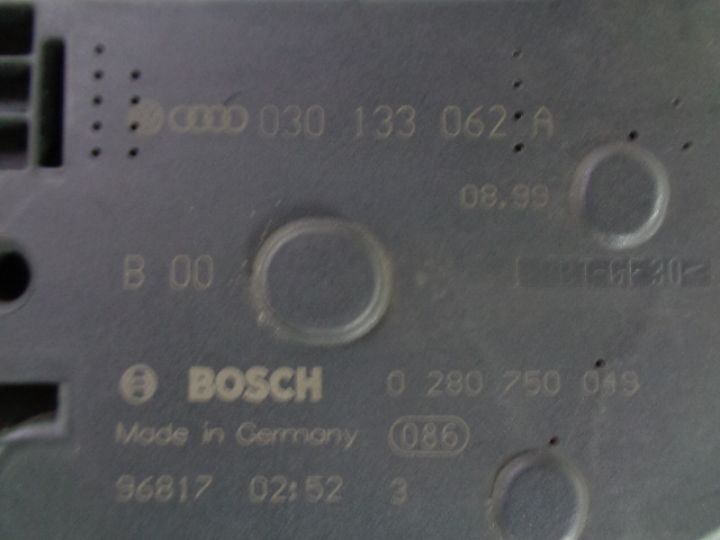 030 133 062 A
08.99
B 00
BOSCH 0 280 750 049
Made in Germany 086
96817 02:52 3